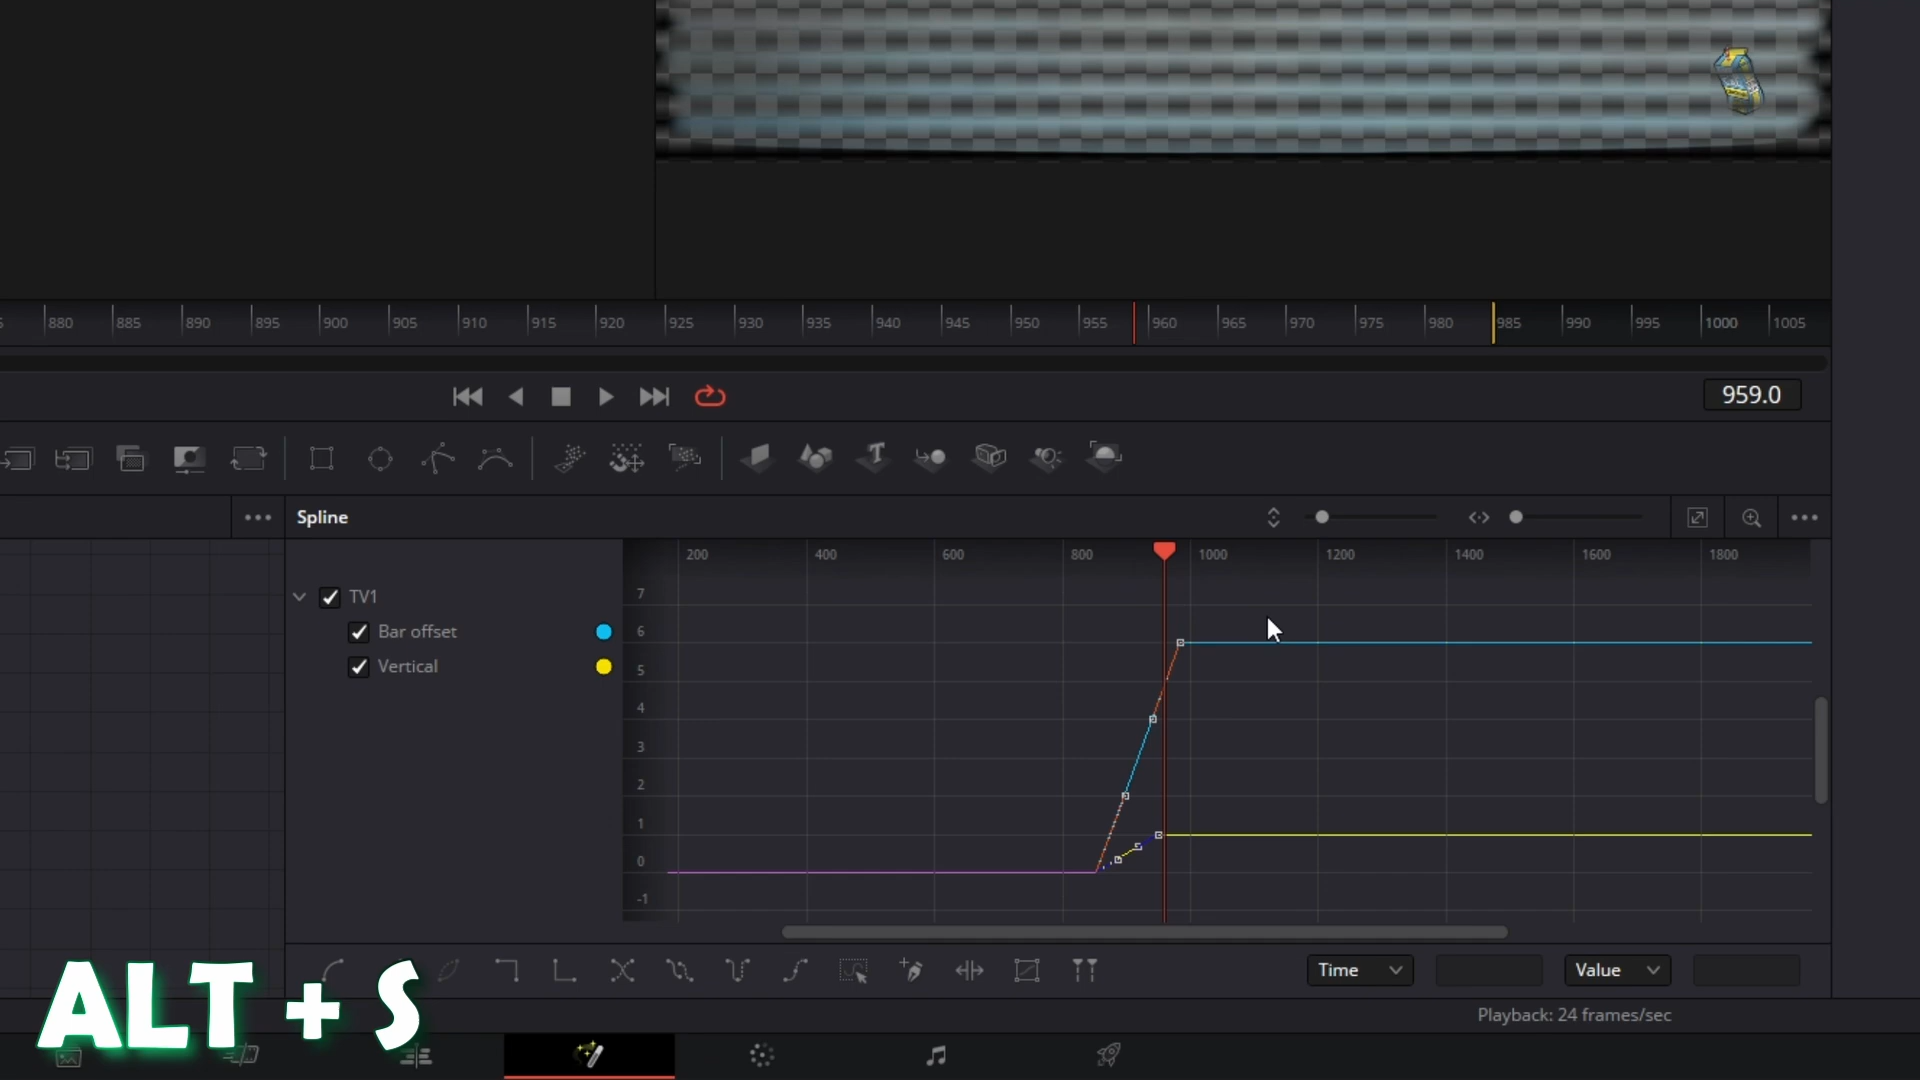 880 885 890 895 900 905 910 915 920 925 930 935 940 945 950 955 960 965 970 975 980 985 990 995 1000 1005
959.0
Spline
200 400 600 800 1000 1200 1400 1600 1800
TV1
Bar offset
Vertical
7
6
5
4
3
2
1
0
-1
Time
Value
ALT + S
Playback: 24 frames/sec